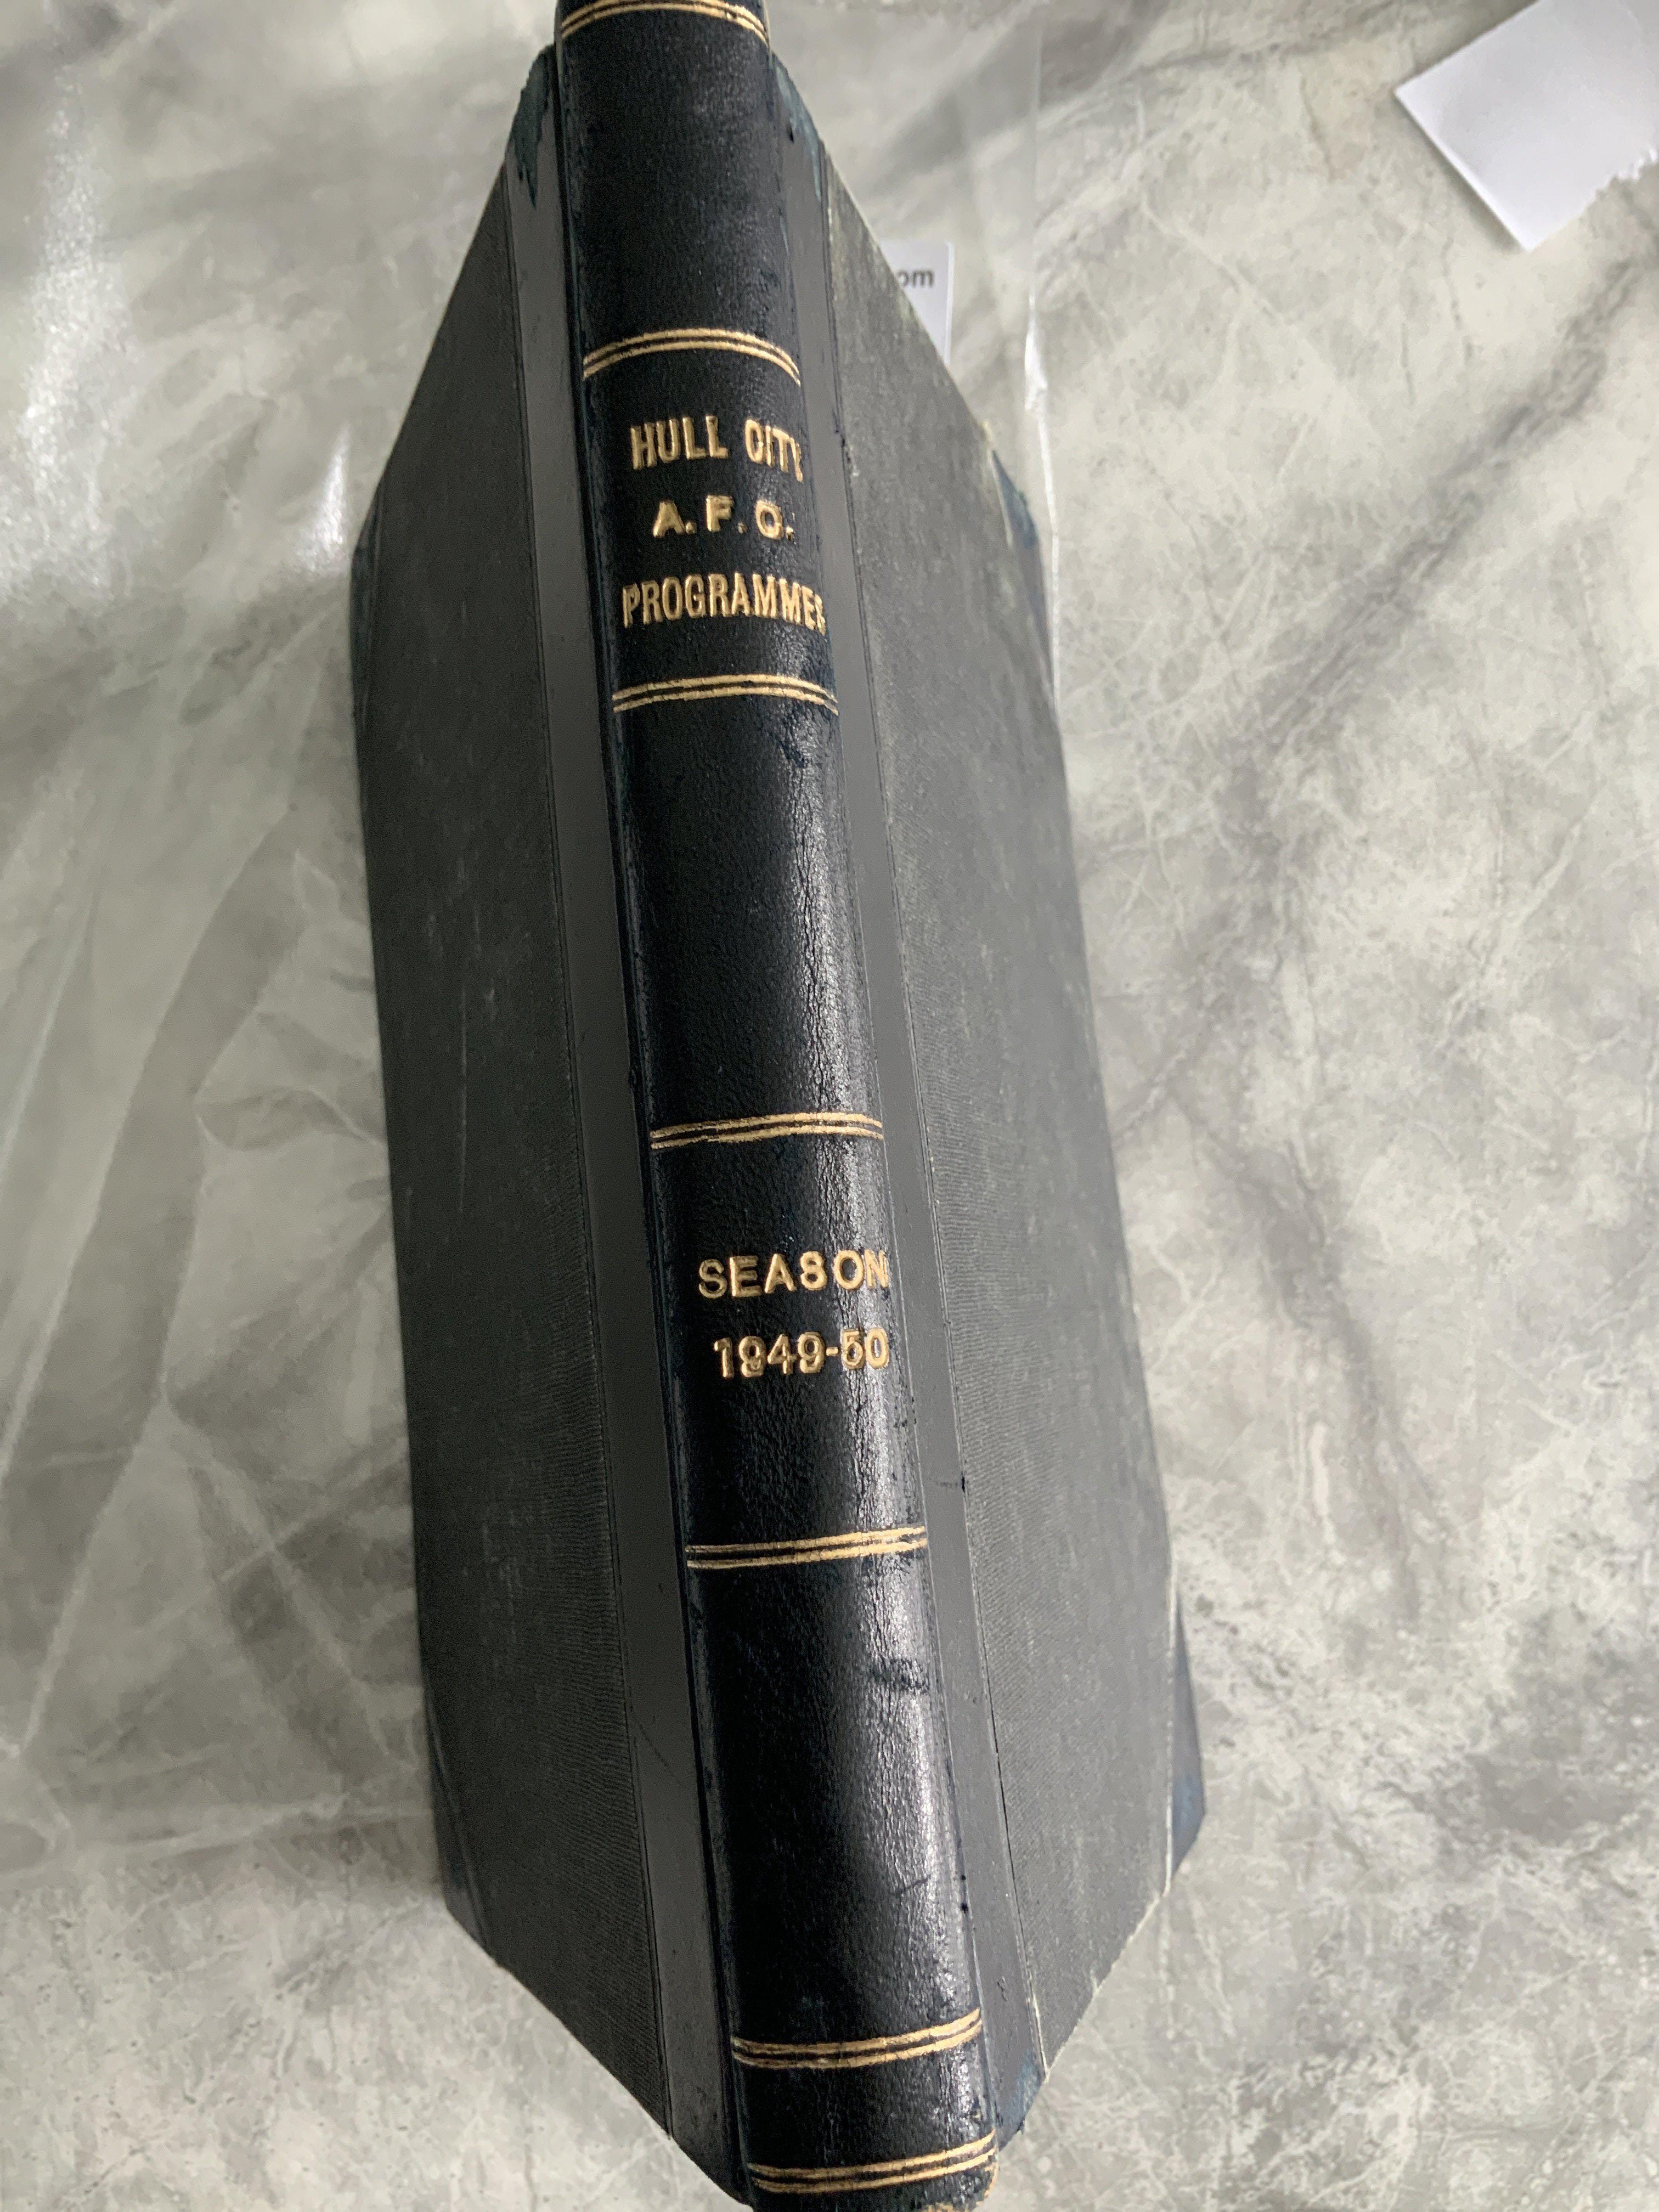 HULL CITY
A.F.C.
PROGRAMMES
SEASON
1949-50